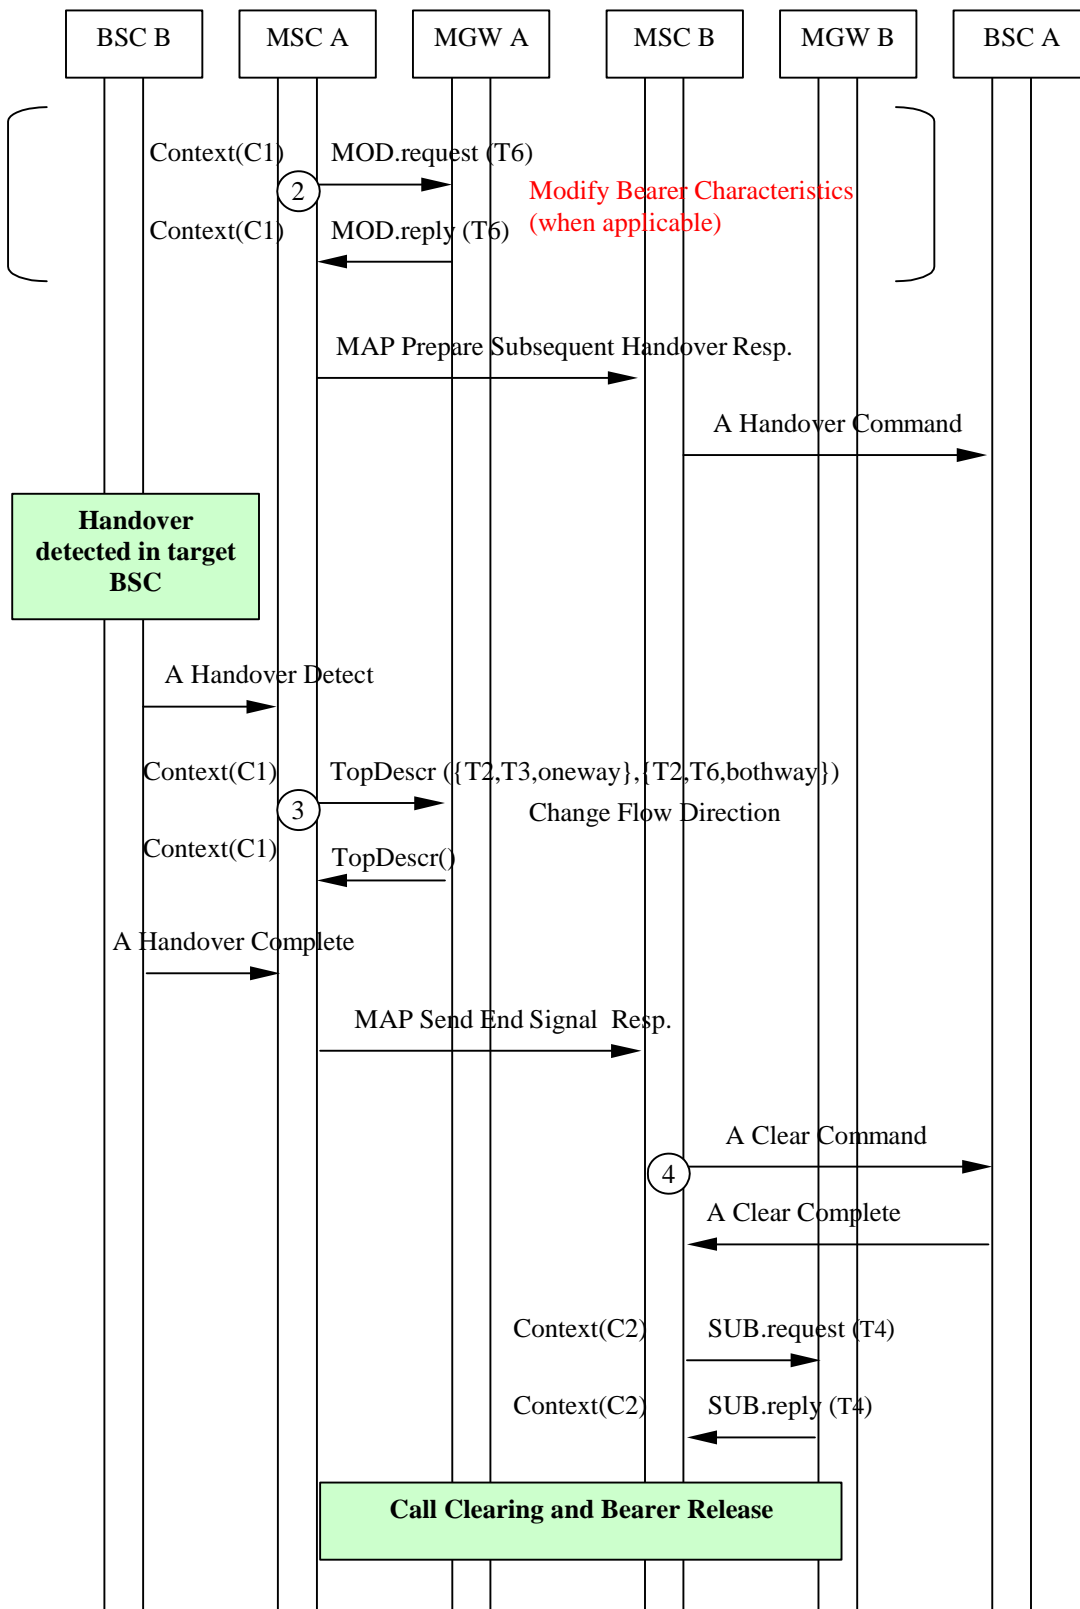 BSC B
MSC A
MGW A
MSC B
MGW B
BSC A
Context(C1)
MOD.request (T6)
2
Modify Bearer Characteristics
(when applicable)
Context(C1)
MOD.reply (T6)
MAP Prepare Subsequent Handover Resp.
A Handover Command
Handover
detected in target
BSC
A Handover Detect
Context(C1)
TopDescr ({T2,T3,oneway},{T2,T6,bothway})
3
Change Flow Direction
Context(C1)
TopDescr()
A Handover Complete
MAP Send End Signal Resp.
A Clear Command
4
A Clear Complete
Context(C2)
SUB.request (T4)
Context(C2)
SUB.reply (T4)
Call Clearing and Bearer Release